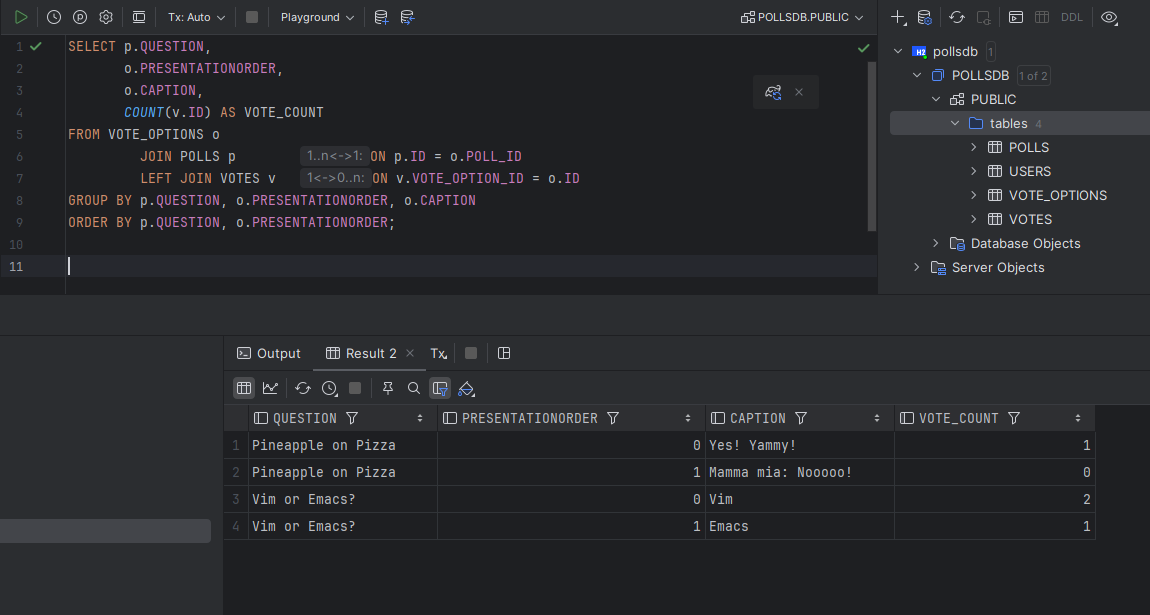 Tx: Auto Playground POLLSDB.PUBLIC DDL
1 SELECT p.QUESTION,
2 o.PRESENTATIONORDER,
3 o.CAPTION,
4 COUNT(v.ID) AS VOTE_COUNT
5 FROM VOTE_OPTIONS o
6 JOIN POLLS p 1..n<->1: ON p.ID = o.POLL_ID
7 LEFT JOIN VOTES v 1<->0..n: ON v.VOTE_OPTION_ID = o.ID
8 GROUP BY p.QUESTION, o.PRESENTATIONORDER, o.CAPTION
9 ORDER BY p.QUESTION, o.PRESENTATIONORDER;
10
11
H2 pollsdb 1
POLLSDB 1 of 2
PUBLIC
tables 4
POLLS
USERS
VOTE_OPTIONS
VOTES
Database Objects
Server Objects
Output Result 2 Tx
QUESTION PRESENTATIONORDER CAPTION VOTE_COUNT
1 Pineapple on Pizza 0 Yes! Yammy! 1
2 Pineapple on Pizza 1 Mamma mia: Nooooo! 0
3 Vim or Emacs? 0 Vim 2
4 Vim or Emacs? 1 Emacs 1